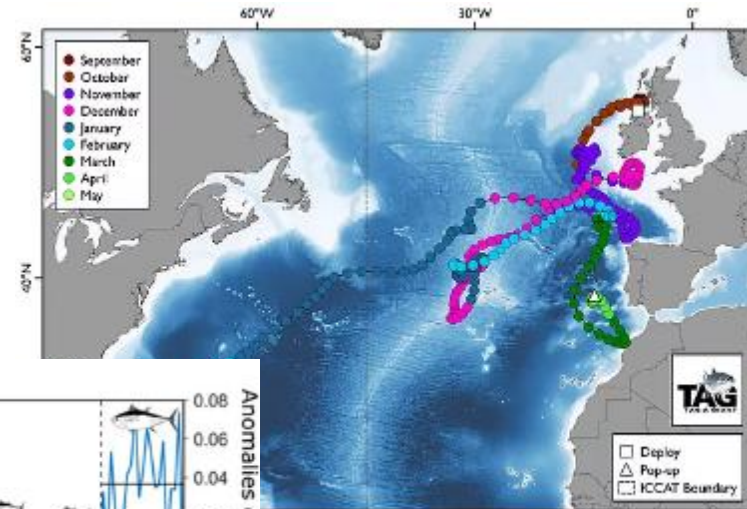 60°W 30°W 0°
60°N
September
October
November
December
January
February
March
April
May
40°N
TAG
Deploy
Pop-up
ICCAT Boundary
0.08
0.06
0.04
Anomalies